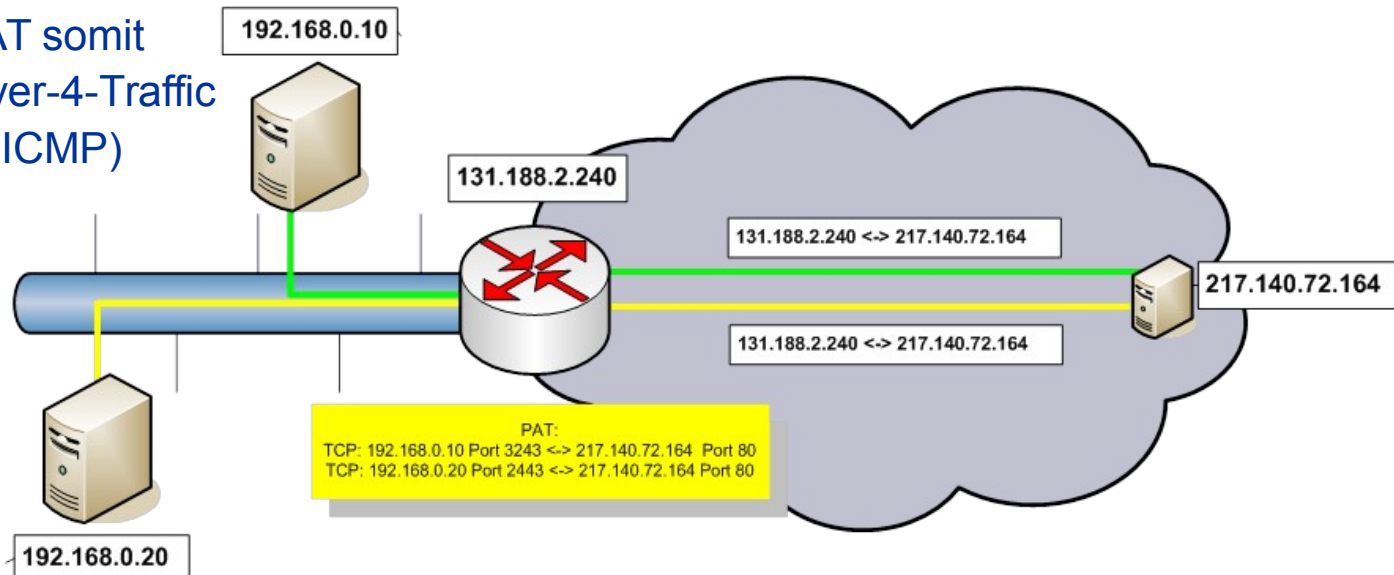 AT somit
ver-4-Traffic
ICMP)
192.168.0.10
131.188.2.240
131.188.2.240 <-> 217.140.72.164
217.140.72.164
131.188.2.240 <-> 217.140.72.164
PAT:
TCP: 192.168.0.10 Port 3243 <-> 217.140.72.164 Port 80
TCP: 192.168.0.20 Port 2443 <-> 217.140.72.164 Port 80
192.168.0.20